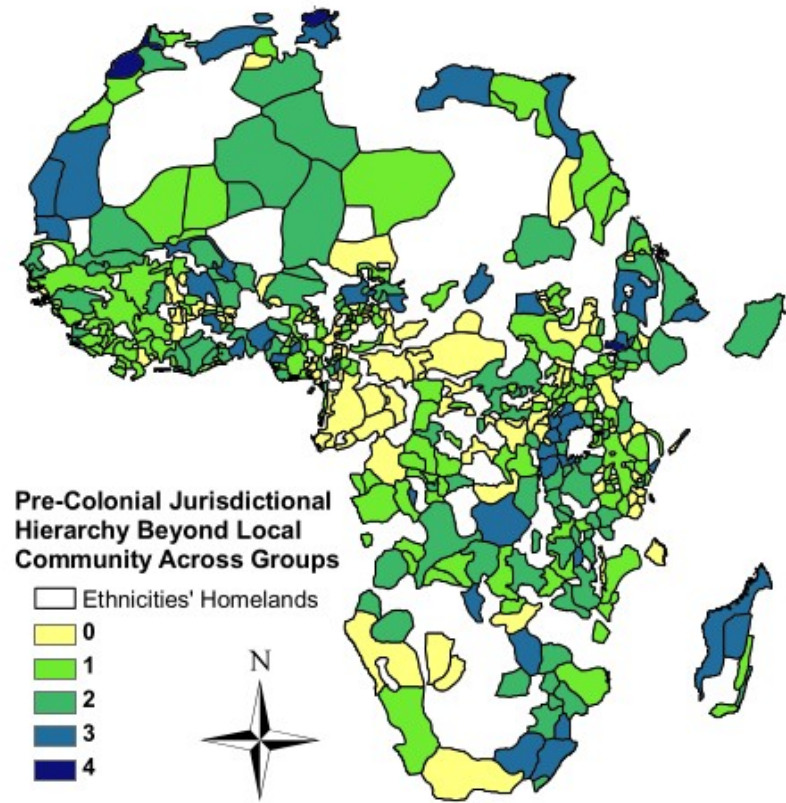 Pre-Colonial Jurisdictional
Hierarchy Beyond Local
Community Across Groups
Ethnicities' Homelands
0
1
2
3
4
N